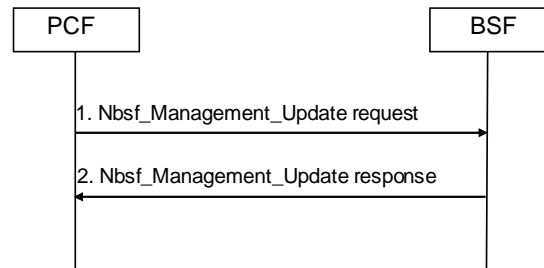 PCF
BSF
1. Nbsf_Management_Update request
2. Nbsf_Management_Update response